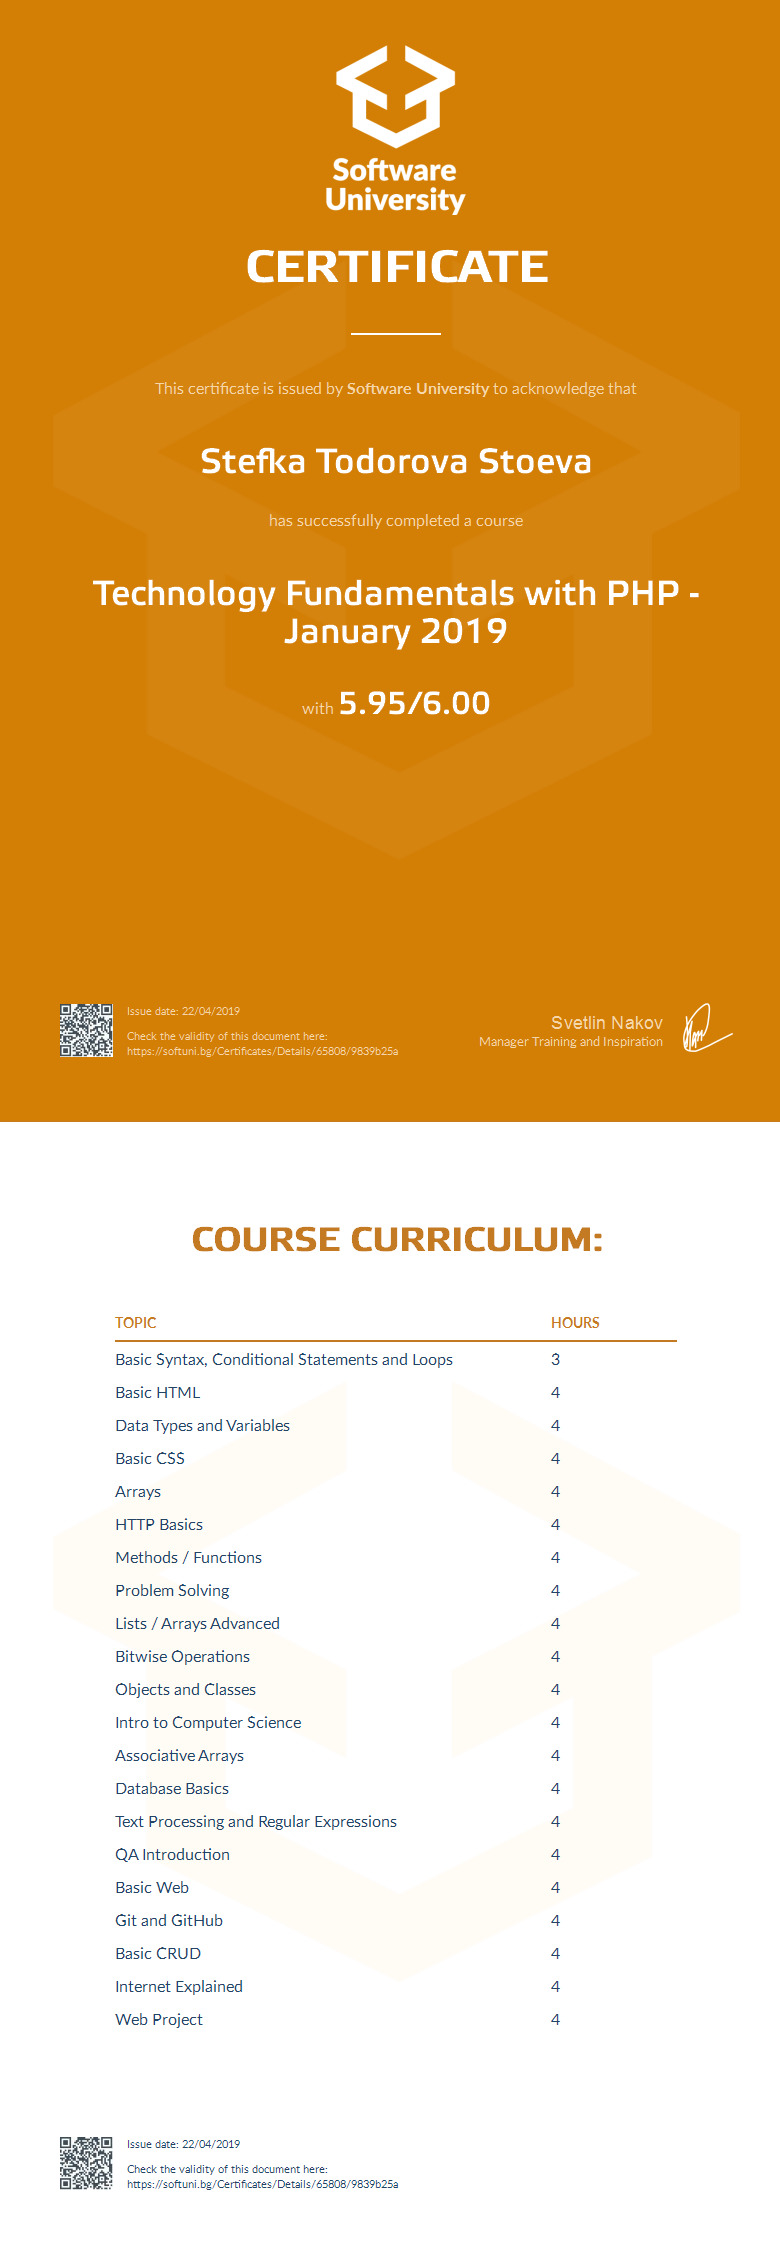 Software
University
CERTIFICATE
This certificate is issued by Software University to acknowledge that
Stefka Todorova Stoeva
has successfully completed a course
Technology Fundamentals with PHP -
January 2019
with 5.95/6.00
Issue date: 22/04/2019
Check the validity of this document here:
https://softuni.bg/Certificates/Details/65808/9839b25a
Svetlin Nakov
Manager Training and Inspiration
COURSE CURRICULUM:
TOPIC HOURS
Basic Syntax, Conditional Statements and Loops 3
Basic HTML 4
Data Types and Variables 4
Basic CSS 4
Arrays 4
HTTP Basics 4
Methods / Functions 4
Problem Solving 4
Lists / Arrays Advanced 4
Bitwise Operations 4
Objects and Classes 4
Intro to Computer Science 4
Associative Arrays 4
Database Basics 4
Text Processing and Regular Expressions 4
QA Introduction 4
Basic Web 4
Git and GitHub 4
Basic CRUD 4
Internet Explained 4
Web Project 4
Issue date: 22/04/2019
Check the validity of this document here:
https://softuni.bg/Certificates/Details/65808/9839b25a